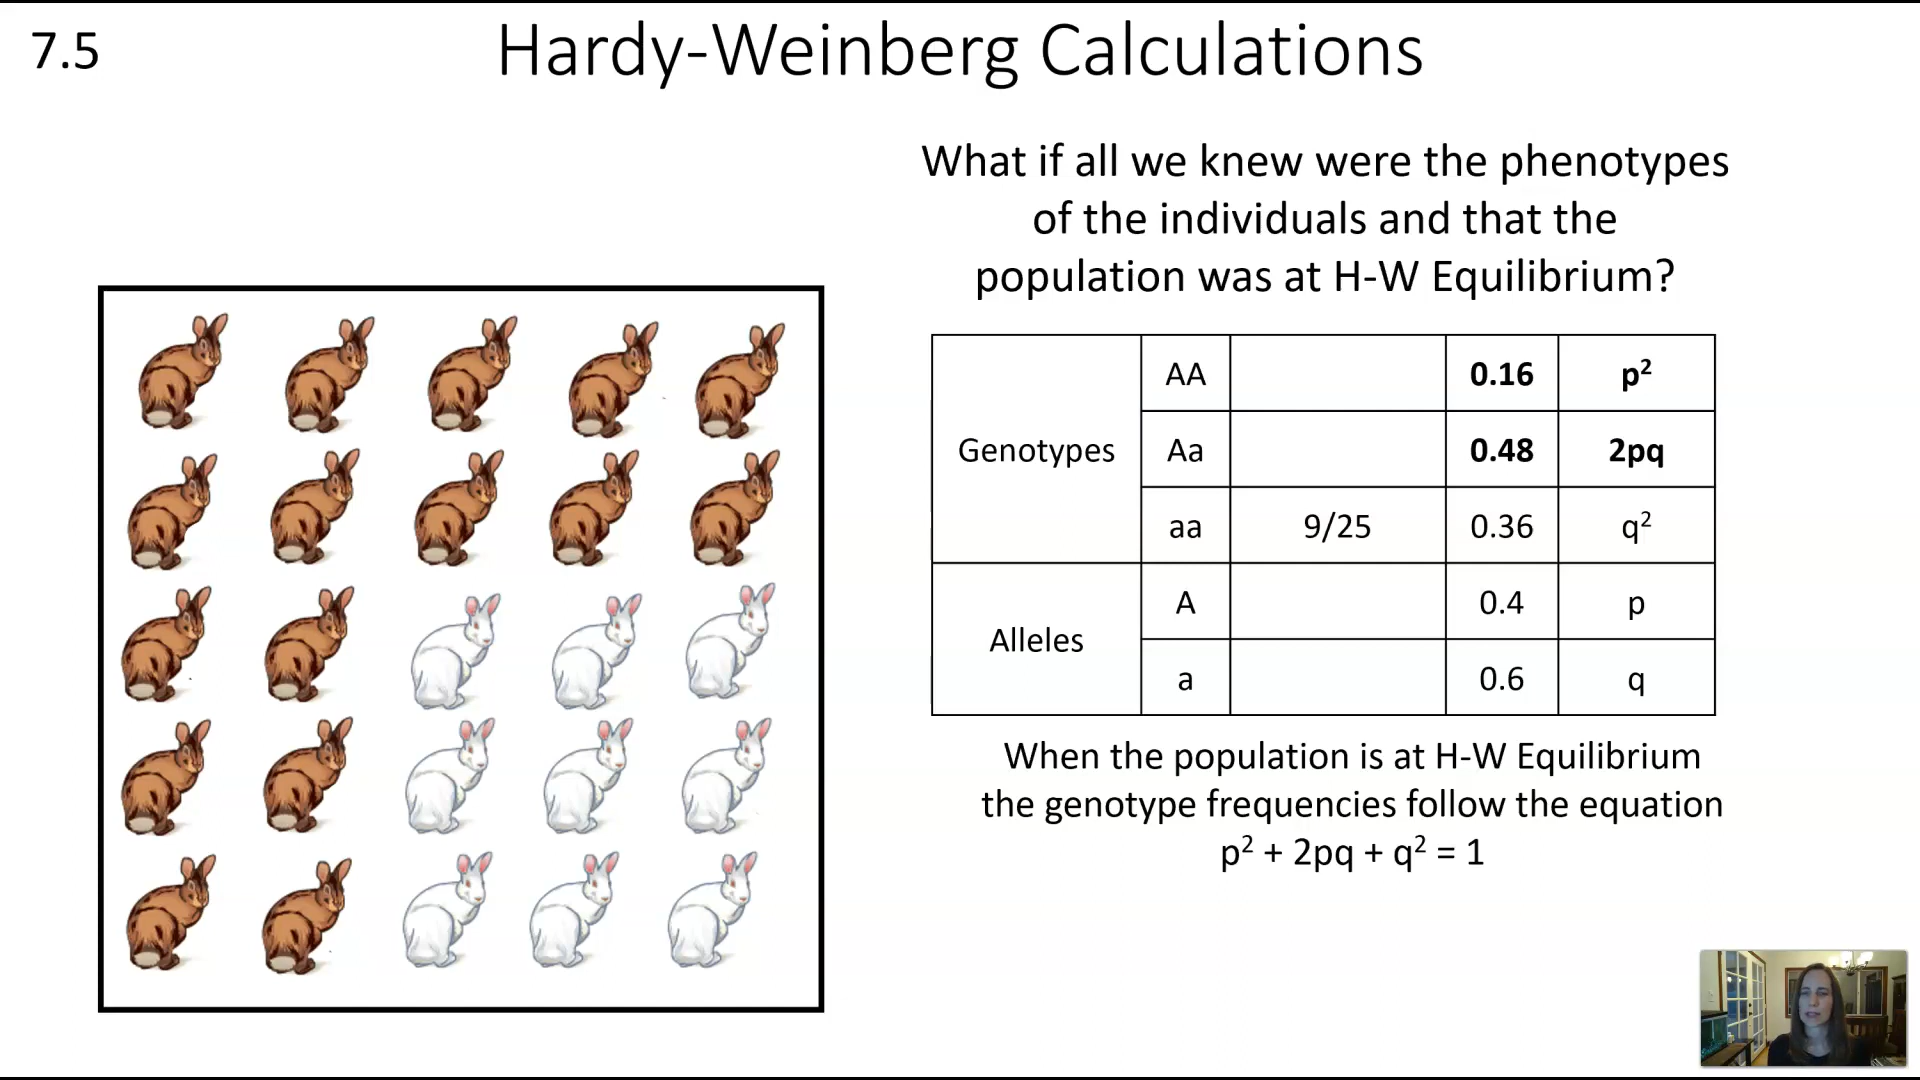 7.5
Hardy-Weinberg Calculations
What if all we knew were the phenotypes
of the individuals and that the
population was at H-W Equilibrium?
Genotypes
AA 0.16 p²
Aa 0.48 2pq
aa 9/25 0.36 q²
Alleles
A 0.4 p
a 0.6 q
When the population is at H-W Equilibrium
the genotype frequencies follow the equation
p² + 2pq + q² = 1